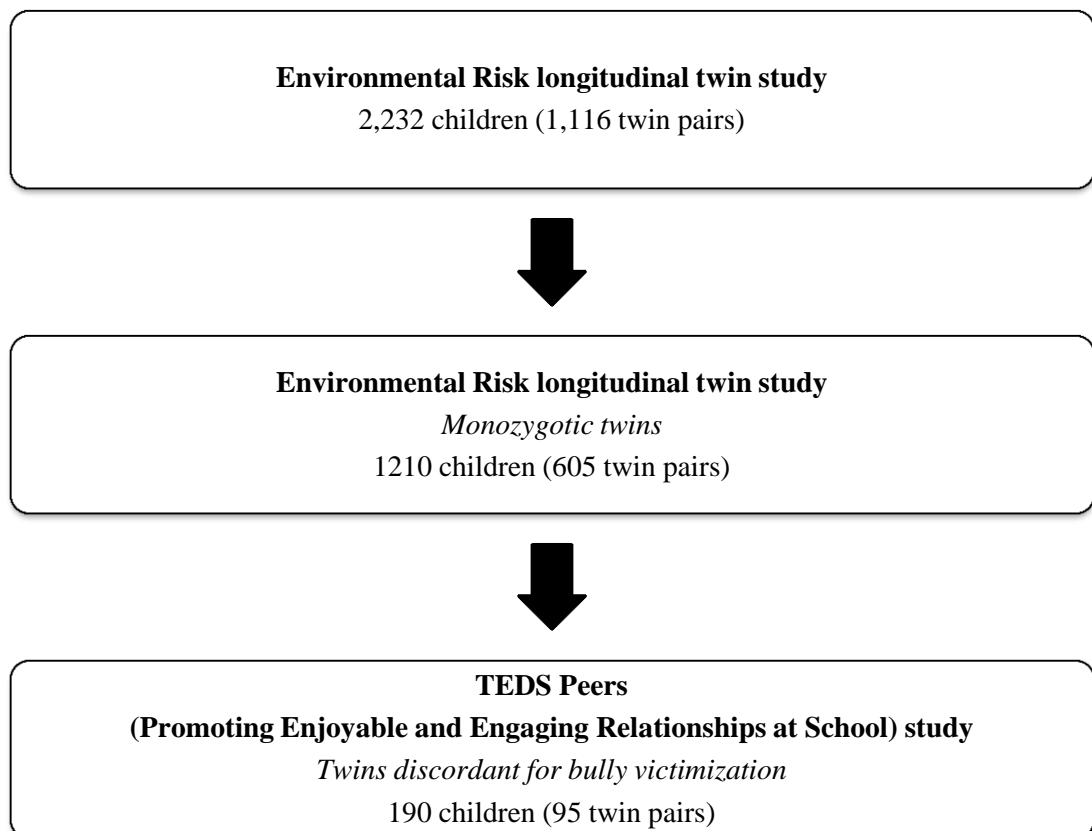 Environmental Risk longitudinal twin study
2,232 children (1,116 twin pairs)
Environmental Risk longitudinal twin study
Monozygotic twins
1210 children (605 twin pairs)
TEDS Peers
(Promoting Enjoyable and Engaging Relationships at School) study
Twins discordant for bully victimization
190 children (95 twin pairs)